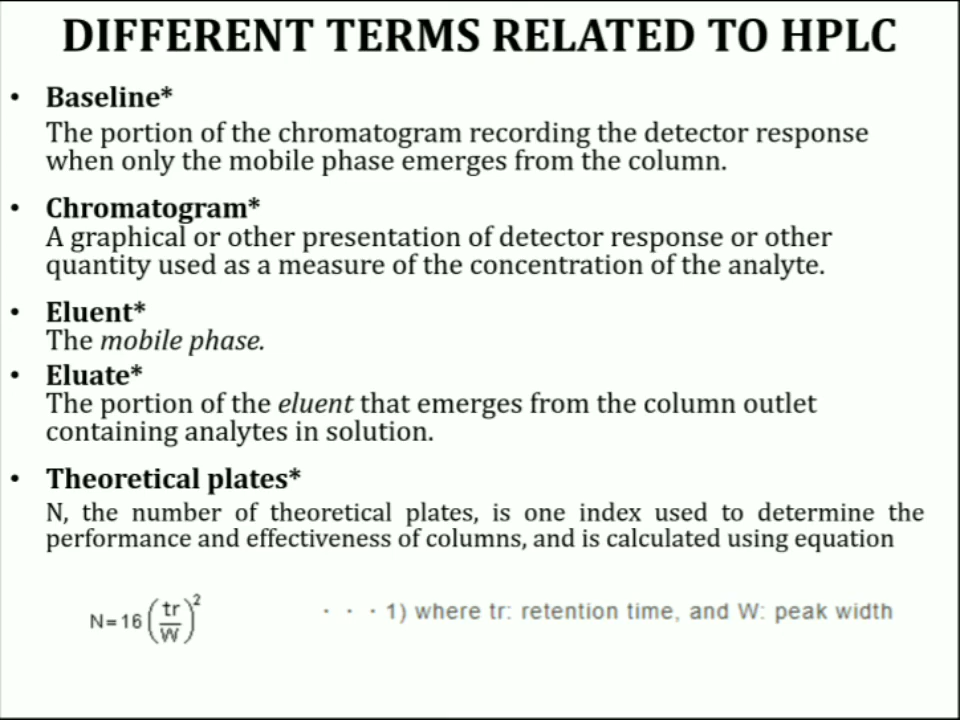 DIFFERENT TERMS RELATED TO HPLC
• Baseline*
The portion of the chromatogram recording the detector response
when only the mobile phase emerges from the column.
• Chromatogram*
A graphical or other presentation of detector response or other
quantity used as a measure of the concentration of the analyte.
• Eluent*
The mobile phase.
• Eluate*
The portion of the eluent that emerges from the column outlet
containing analytes in solution.
• Theoretical plates*
N, the number of theoretical plates, is one index used to determine the
performance and effectiveness of columns, and is calculated using equation
N=16(tr/W)² · · · 1) where tr: retention time, and W: peak width